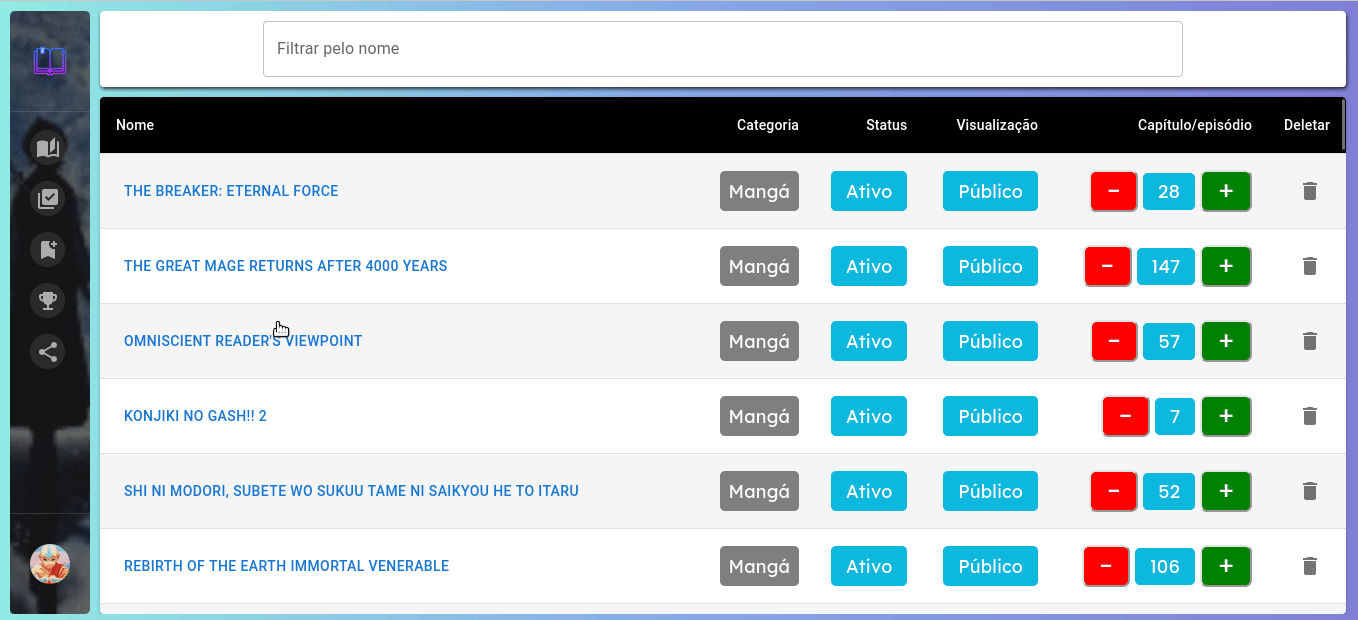 Filtrar pelo nome
Nome Categoria Status Visualização Capítulo/episódio Deletar
THE BREAKER: ETERNAL FORCE Mangá Ativo Público − 28 +
THE GREAT MAGE RETURNS AFTER 4000 YEARS Mangá Ativo Público − 147 +
OMNISCIENT READER'S VIEWPOINT Mangá Ativo Público − 57 +
KONJIKI NO GASH!! 2 Mangá Ativo Público − 7 +
SHI NI MODORI, SUBETE WO SUKUU TAME NI SAIKYOU HE TO ITARU Mangá Ativo Público − 52 +
REBIRTH OF THE EARTH IMMORTAL VENERABLE Mangá Ativo Público − 106 +